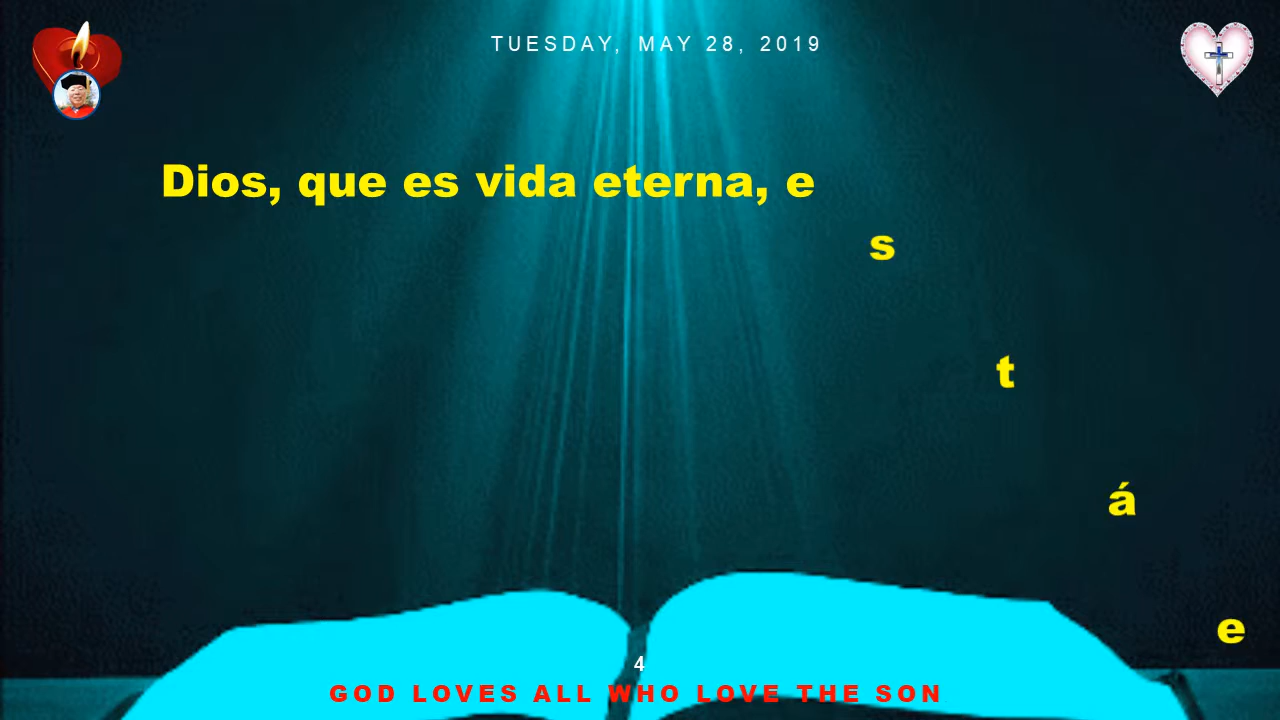 TUESDAY, MAY 28, 2019
Dios, que es vida eterna, e
s
t
á
e
4
GOD LOVES ALL WHO LOVE THE SON